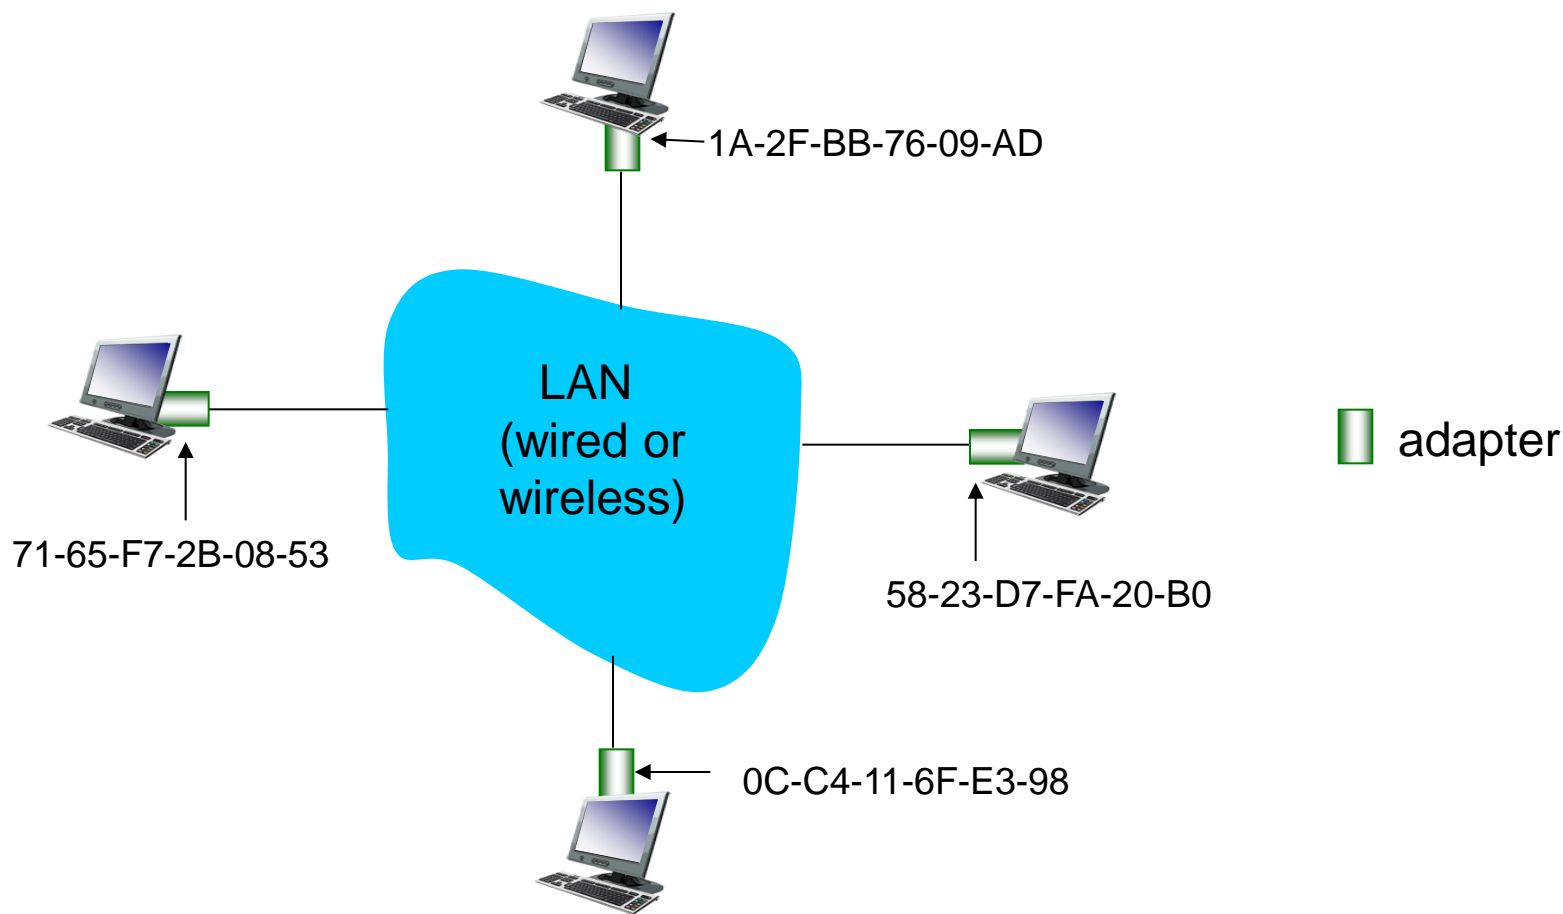 1A-2F-BB-76-09-AD
LAN
(wired or
wireless)
adapter
71-65-F7-2B-08-53
58-23-D7-FA-20-B0
0C-C4-11-6F-E3-98